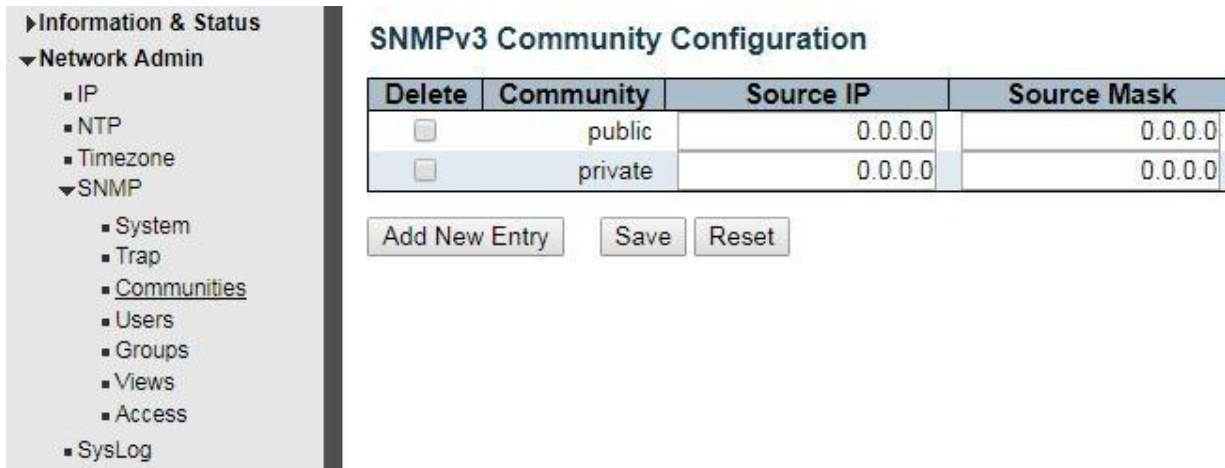 Information & Status
Network Admin
IP
NTP
Timezone
SNMP
System
Trap
Communities
Users
Groups
Views
Access
SysLog
SNMPv3 Community Configuration
Delete Community Source IP Source Mask
public 0.0.0.0 0.0.0.0
private 0.0.0.0 0.0.0.0
Add New Entry Save Reset